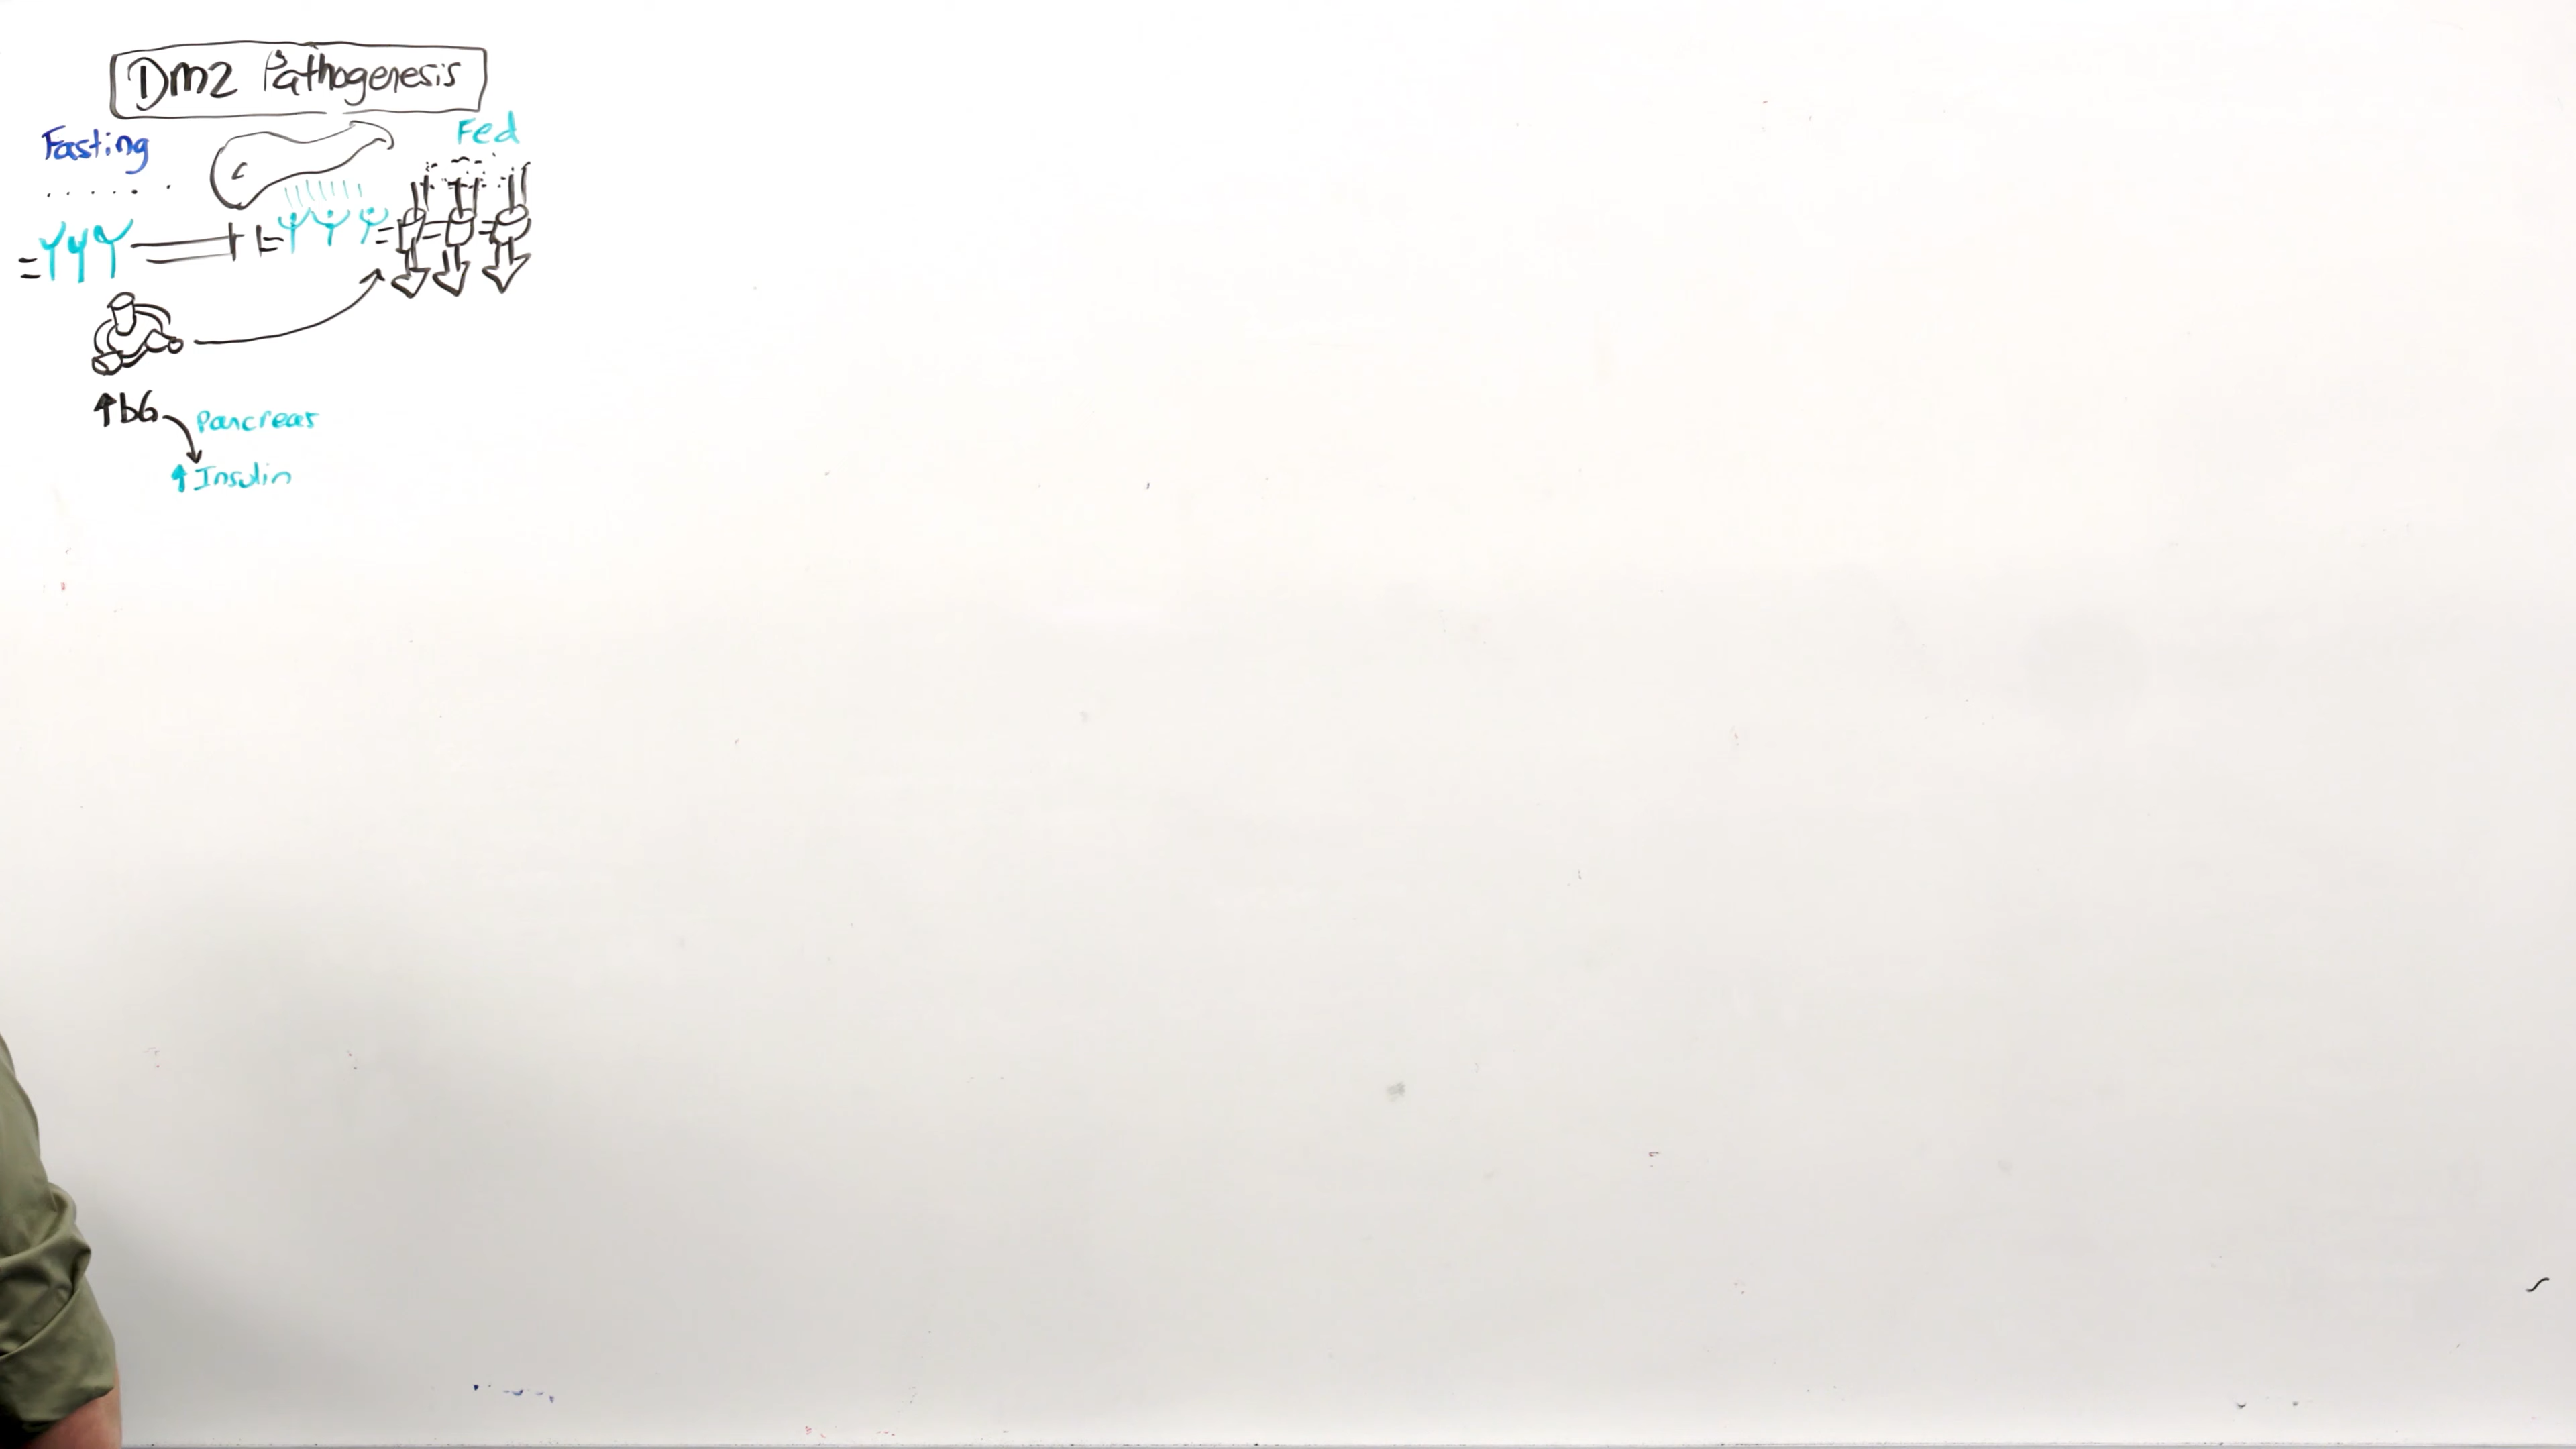 Dm2 Pathogenesis
Fasting
Fed
↑bG
Pancreas
↑Insulin